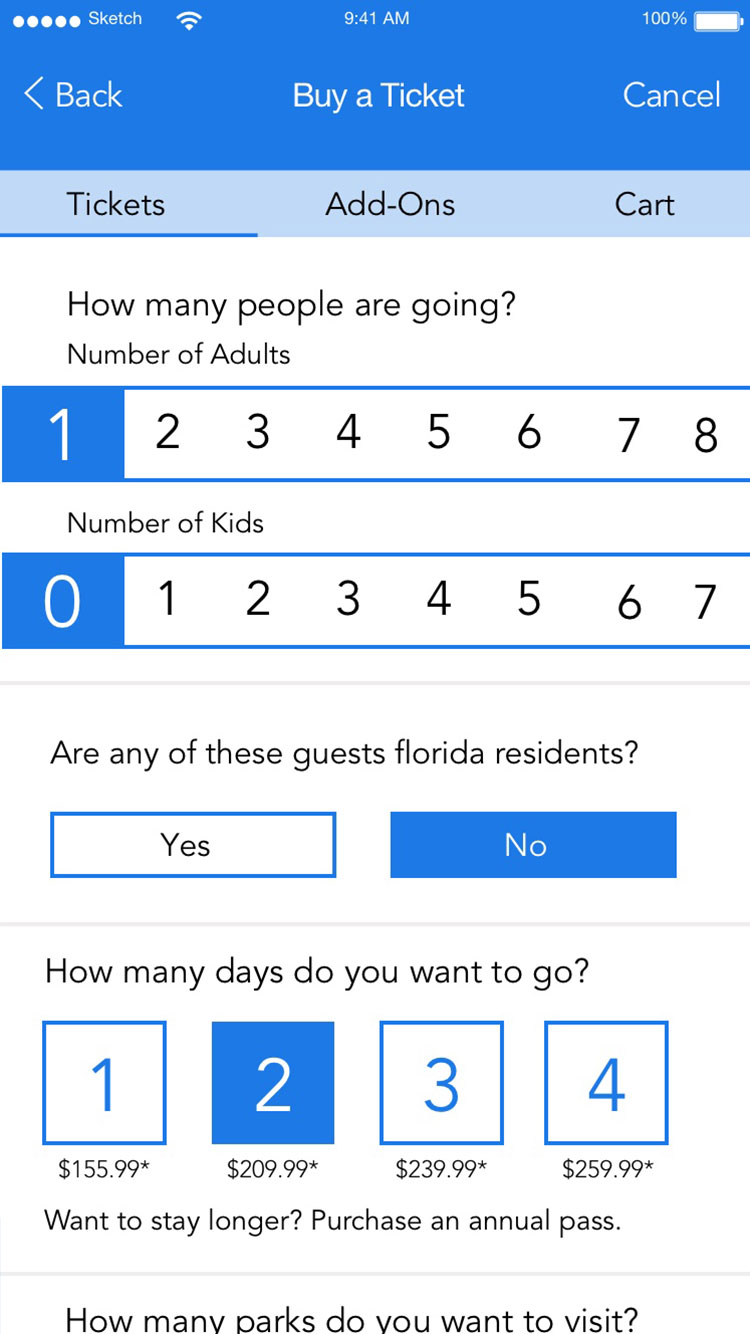 Sketch 9:41 AM 100%
Back Buy a Ticket Cancel
Tickets Add-Ons Cart
How many people are going?
Number of Adults
1 2 3 4 5 6 7 8
Number of Kids
0 1 2 3 4 5 6 7
Are any of these guests florida residents?
Yes No
How many days do you want to go?
1 2 3 4
$155.99* $209.99* $239.99* $259.99*
Want to stay longer? Purchase an annual pass.
How many parks do you want to visit?